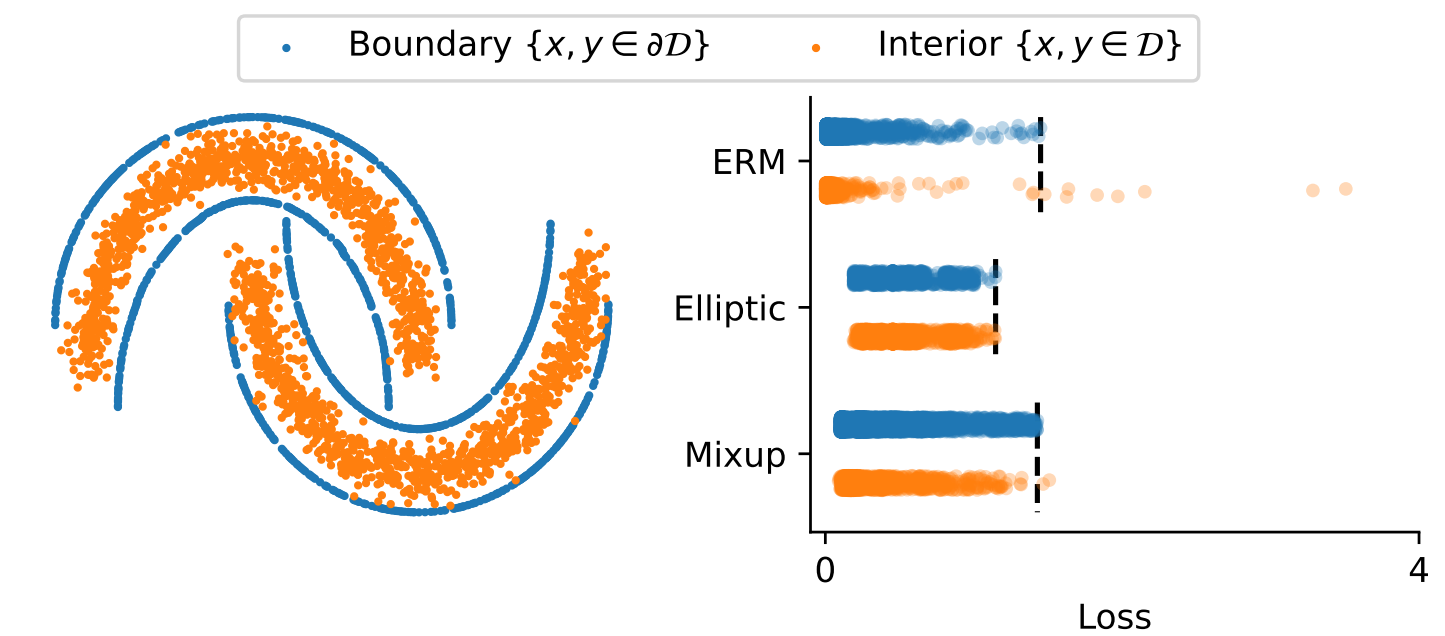 Boundary {x, y ∈ ∂𝒟}
Interior {x, y ∈ 𝒟}
ERM
Elliptic
Mixup
0
4
Loss